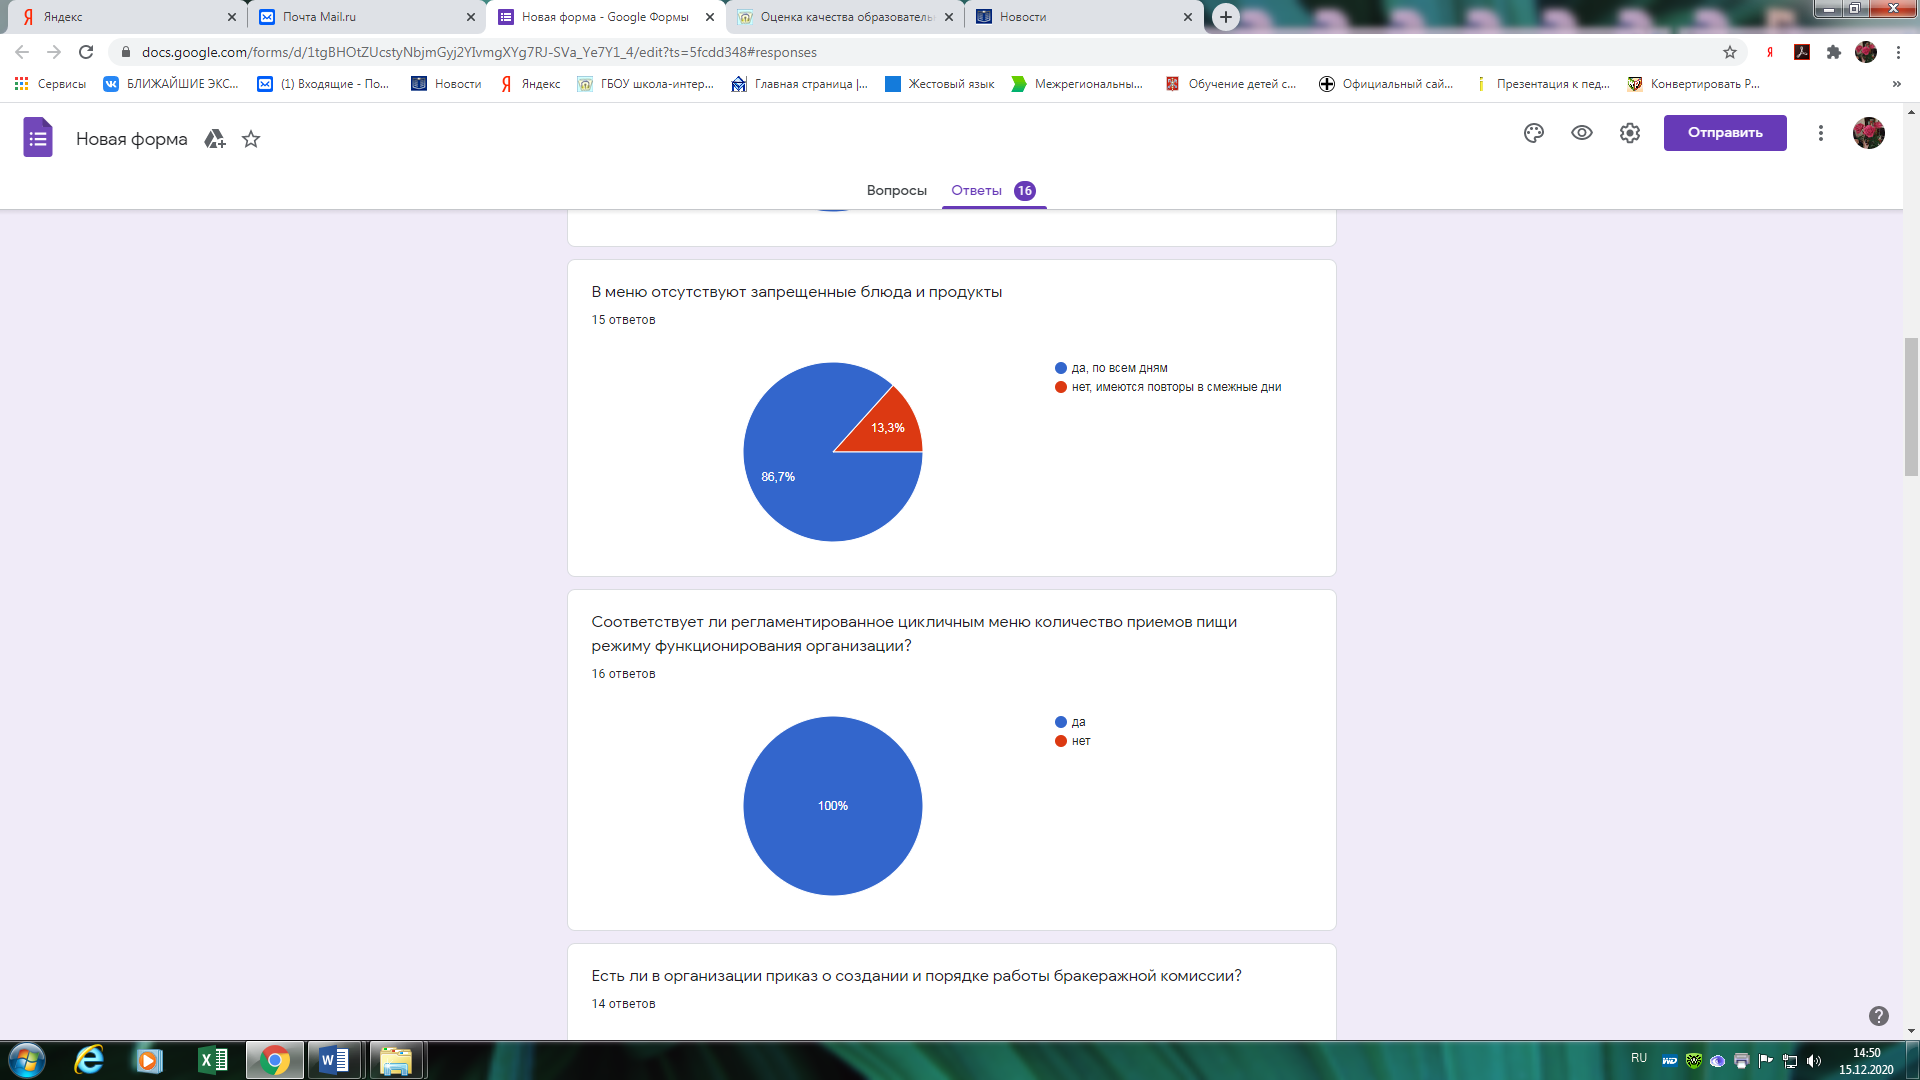 Яндекс
Почта Mail.ru
Новая форма - Google Формы
Оценка качества образователь
Новости
docs.google.com/forms/d/1tgBHOtZUcstyNbjmGyj2YIvmgXYg7RJ-SVa_Ye7Y1_4/edit?ts=5fcdd348#responses
Сервисы
БЛИЖАЙШИЕ ЭКС...
(1) Входящие - По...
Новости
Яндекс
ГБОУ школа-интер...
Главная страница |...
Жестовый язык
Межрегиональны...
Обучение детей с...
Официальный сай...
Презентация к пед...
Конвертировать P...
Новая форма
Отправить
Вопросы
Ответы 16
В меню отсутствуют запрещенные блюда и продукты
15 ответов
да, по всем дням
нет, имеются повторы в смежные дни
13,3%
86,7%
Соответствует ли регламентированное цикличным меню количество приемов пищи
режиму функционирования организации?
16 ответов
да
нет
100%
Есть ли в организации приказ о создании и порядке работы бракеражной комиссии?
14 ответов
RU
14:50
15.12.2020